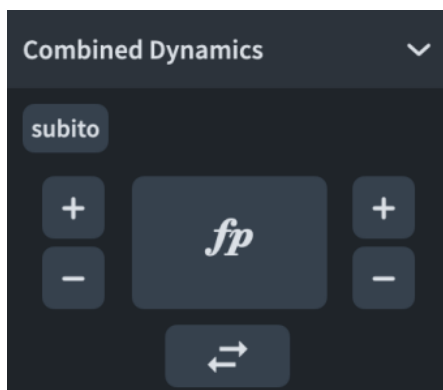 Combined Dynamics
subito
+ fp +
− −